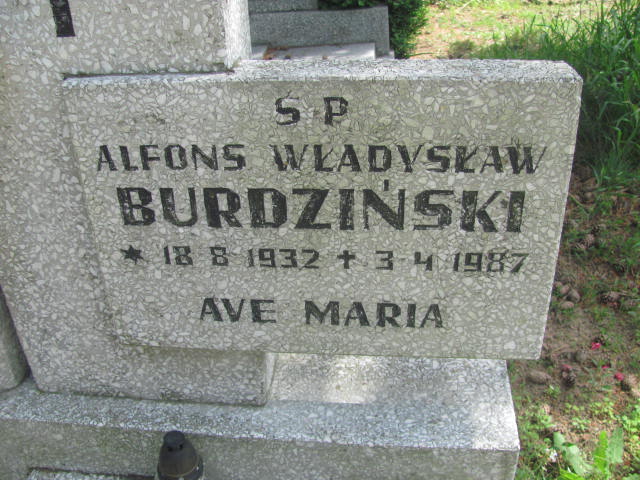 S P
ALFONS WŁADYSŁAW
BURDZIŃSKI
* 18 8 1932 ✝ 3 4 1987
AVE MARIA